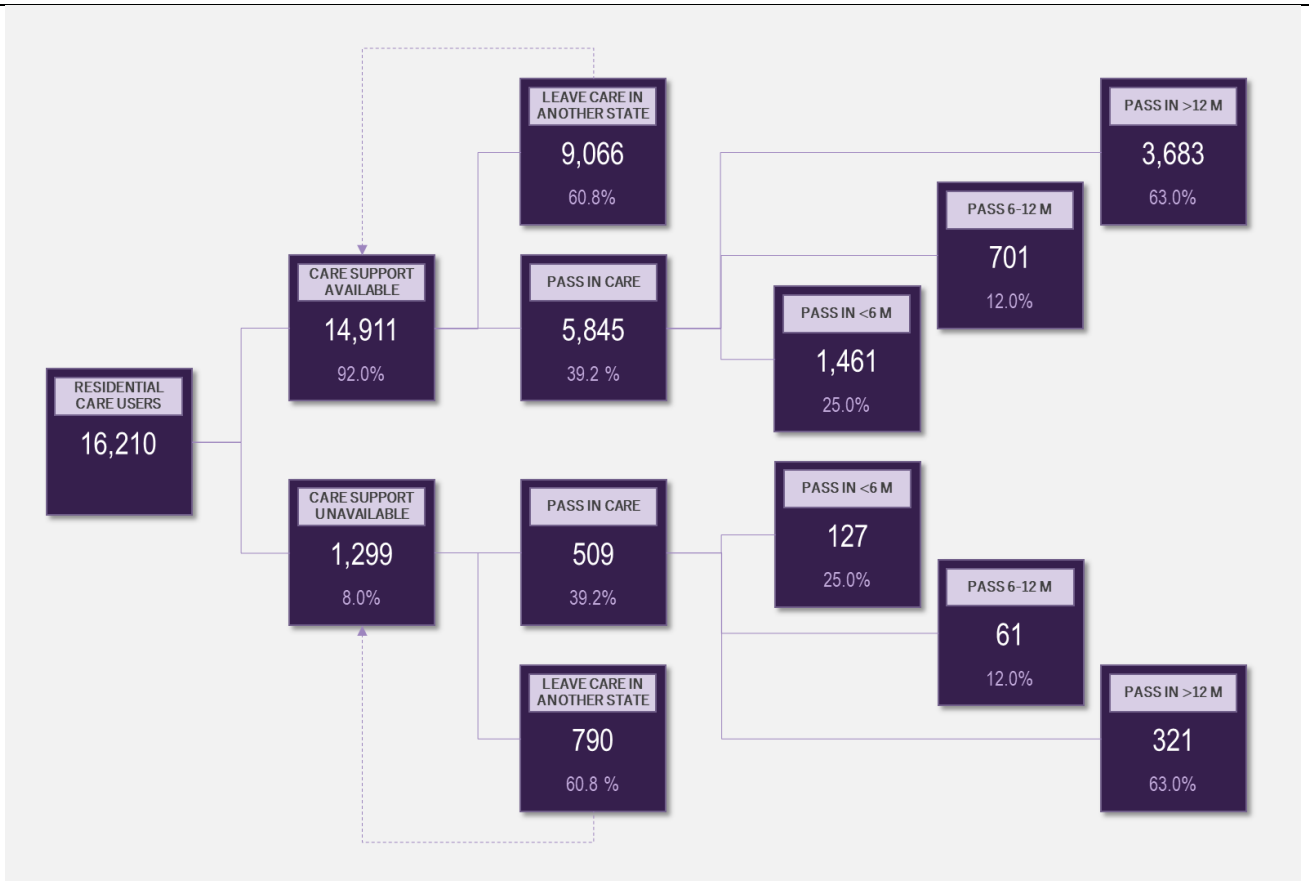 RESIDENTIAL
CARE USERS
16,210
CARE SUPPORT
AVAILABLE
14,911
92.0%
CARE SUPPORT
UNAVAILABLE
1,299
8.0%
LEAVE CARE IN
ANOTHER STATE
9,066
60.8%
PASS IN CARE
5,845
39.2 %
PASS IN CARE
509
39.2%
LEAVE CARE IN
ANOTHER STATE
790
60.8 %
PASS IN <6 M
1,461
25.0%
PASS IN <6 M
127
25.0%
PASS 6-12 M
701
12.0%
PASS 6-12 M
61
12.0%
PASS IN >12 M
3,683
63.0%
PASS IN >12 M
321
63.0%